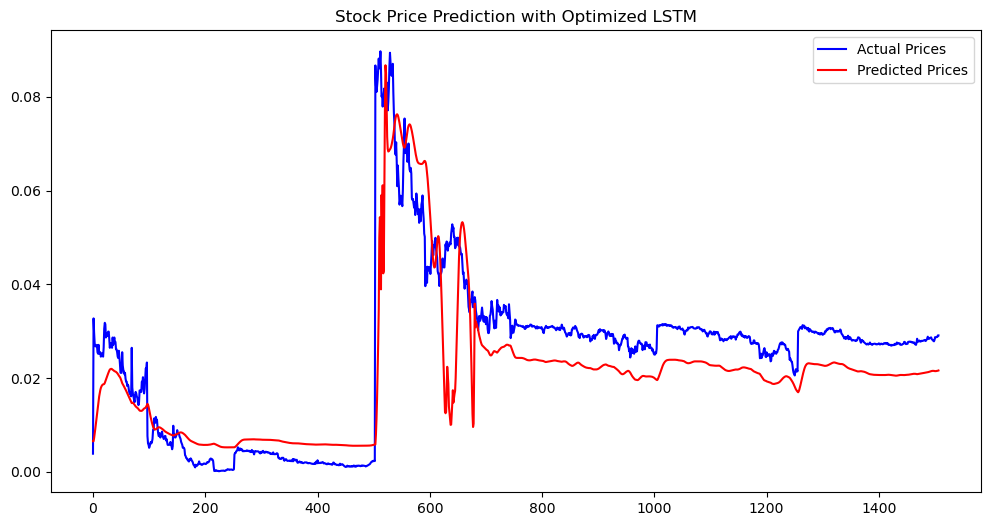 Stock Price Prediction with Optimized LSTM
Actual Prices
Predicted Prices
0.08
0.06
0.04
0.02
0.00
0 200 400 600 800 1000 1200 1400